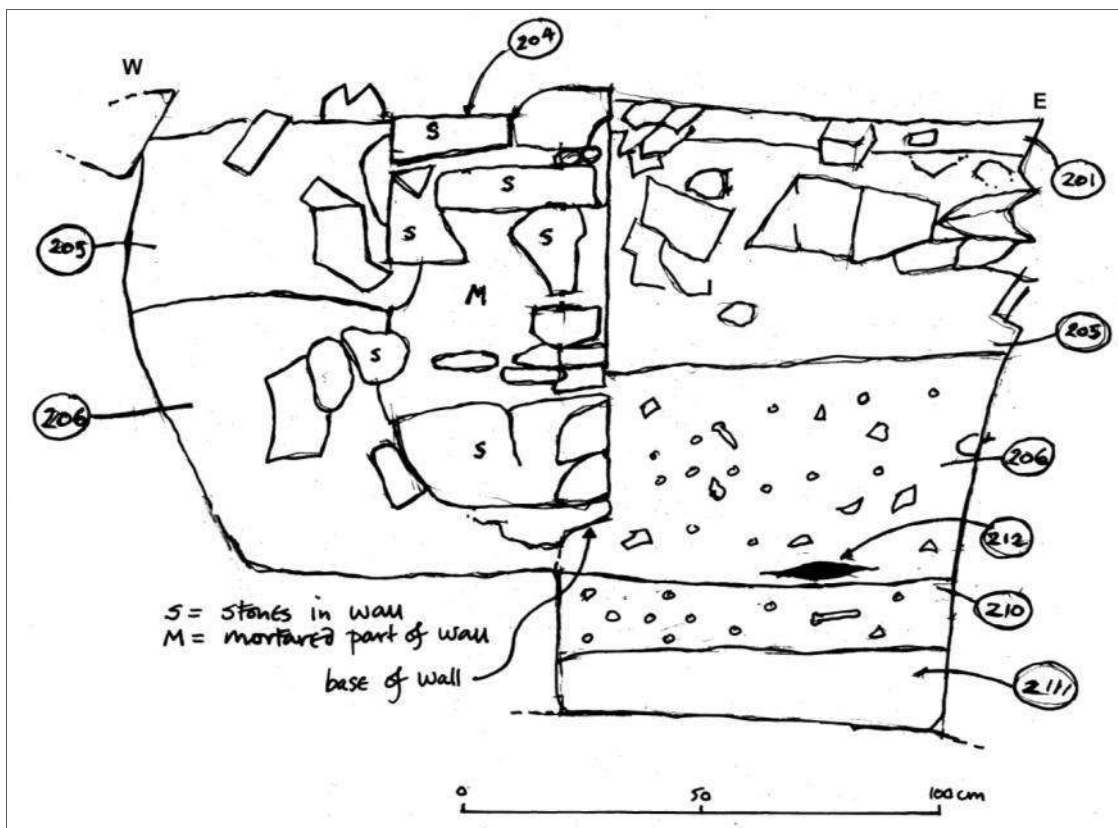 204
W
E
201
S
S
S
S
205
M
205
S
206
S
206
212
210
S = stones in wall
M = mortared part of wall
base of wall
211
0 50 100 cm